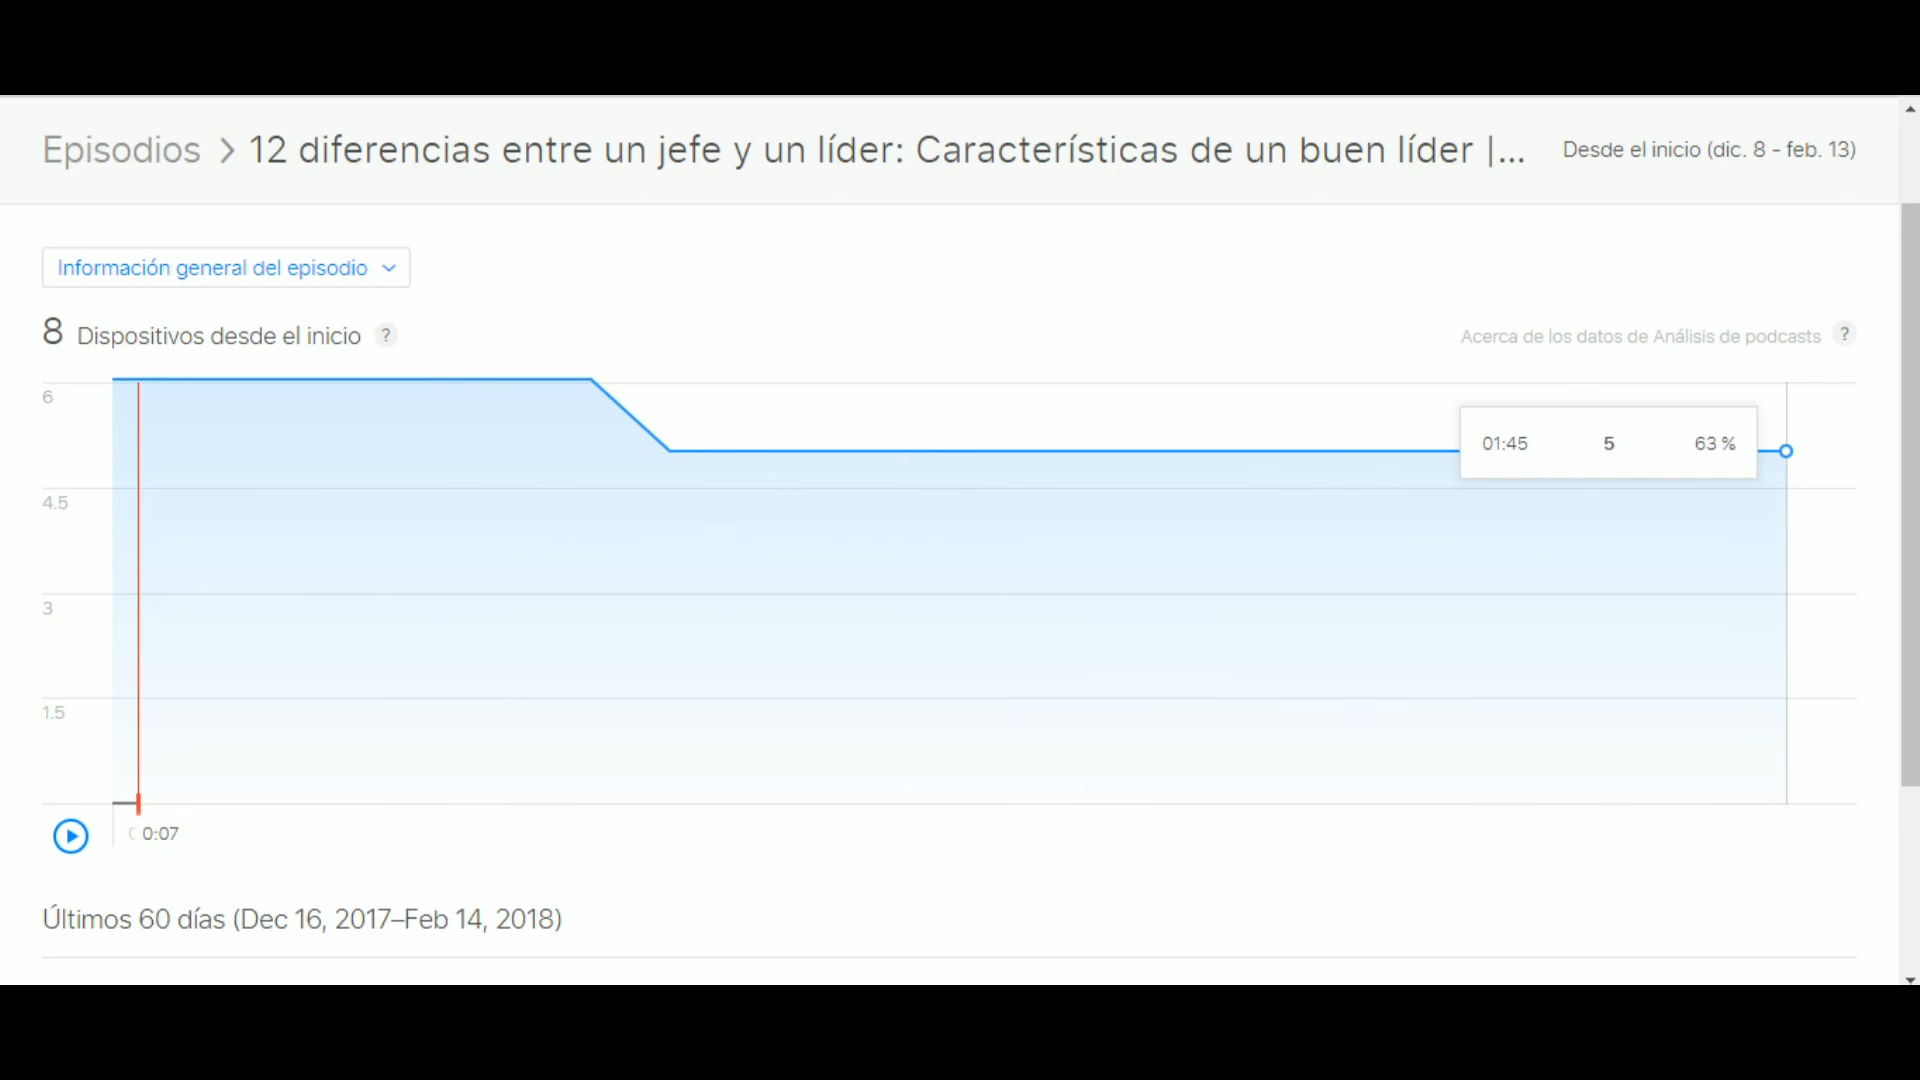 Episodios > 12 diferencias entre un jefe y un líder: Características de un buen líder |...
Desde el inicio (dic. 8 - feb. 13)
Información general del episodio
8 Dispositivos desde el inicio ?
Acerca de los datos de Análisis de podcasts ?
6
01:45 5 63 %
4.5
3
1.5
0:07
Últimos 60 días (Dec 16, 2017–Feb 14, 2018)